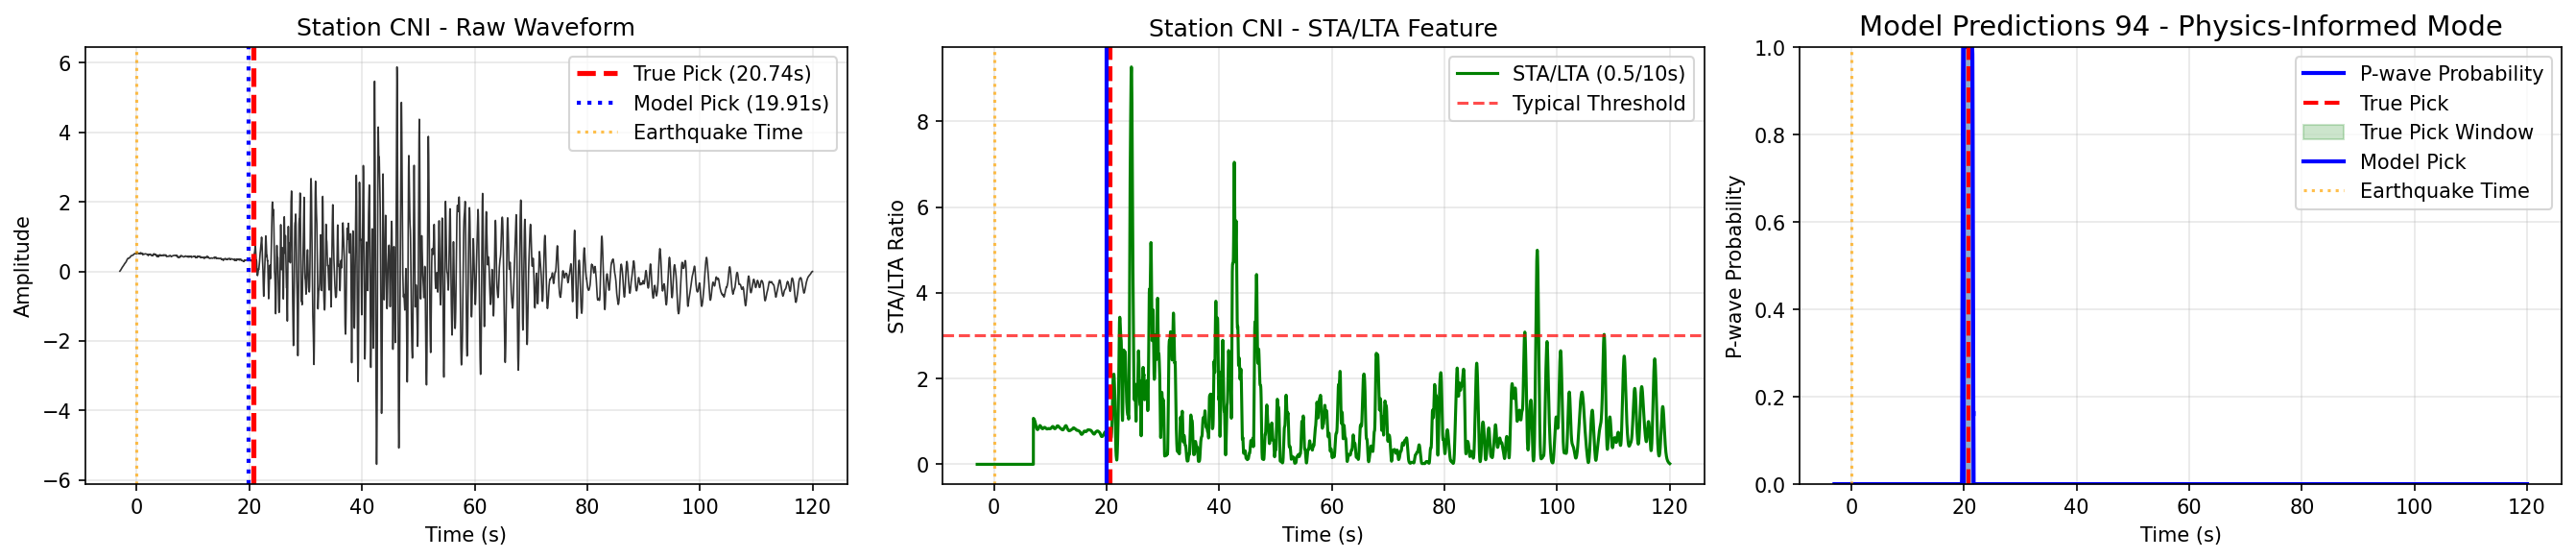 Station CNI - Raw Waveform
Amplitude
6
4
2
0
−2
−4
−6
True Pick (20.74s)
Model Pick (19.91s)
Earthquake Time
0
20
40
60
80
100
120
Time (s)
Station CNI - STA/LTA Feature
STA/LTA Ratio
8
6
4
2
0
STA/LTA (0.5/10s)
Typical Threshold
0
20
40
60
80
100
120
Time (s)
Model Predictions 94 - Physics-Informed Mode
P-wave Probability
1.0
0.8
0.6
0.4
0.2
0.0
P-wave Probability
True Pick
True Pick Window
Model Pick
Earthquake Time
0
20
40
60
80
100
120
Time (s)